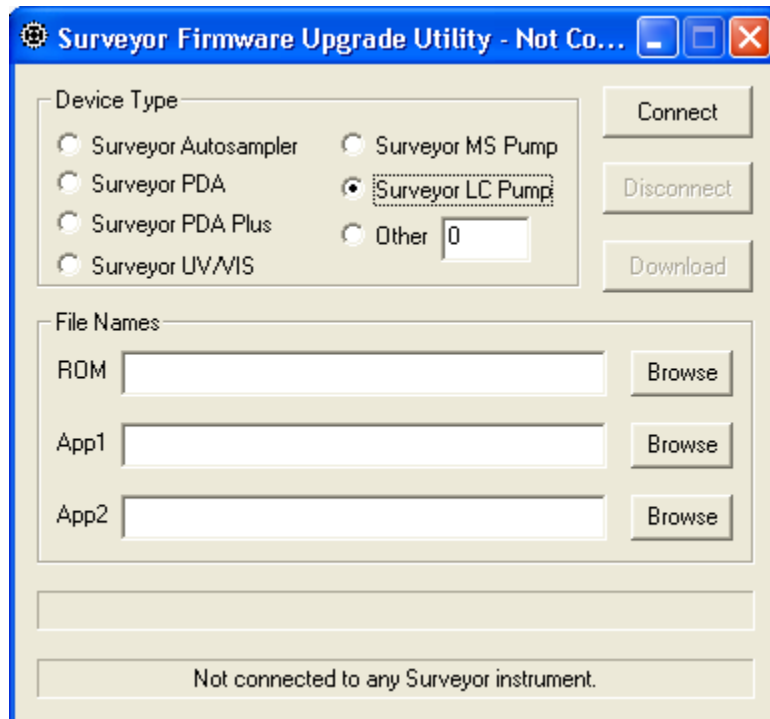 Surveyor Firmware Upgrade Utility - Not Co...
Device Type
Surveyor Autosampler
Surveyor PDA
Surveyor PDA Plus
Surveyor UV/VIS
Surveyor MS Pump
Surveyor LC Pump
Other 0
Connect
Disconnect
Download
File Names
ROM Browse
App1 Browse
App2 Browse
Not connected to any Surveyor instrument.